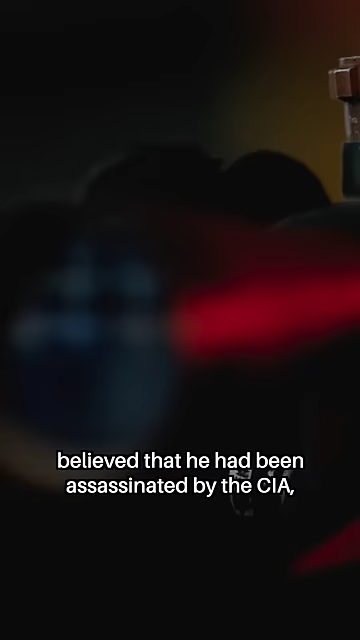 believed that he had been
assassinated by the CIA,